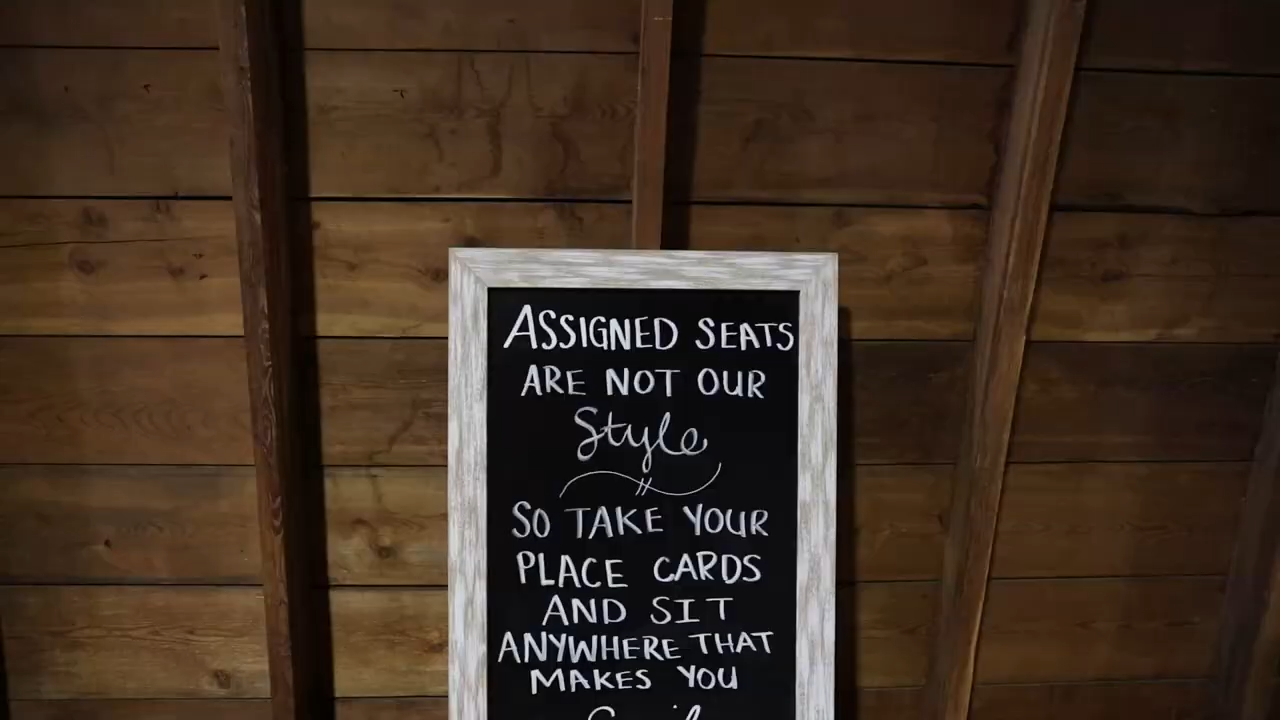 ASSIGNED SEATS
ARE NOT OUR
Style
SO TAKE YOUR
PLACE CARDS
AND SIT
ANYWHERE THAT
MAKES YOU